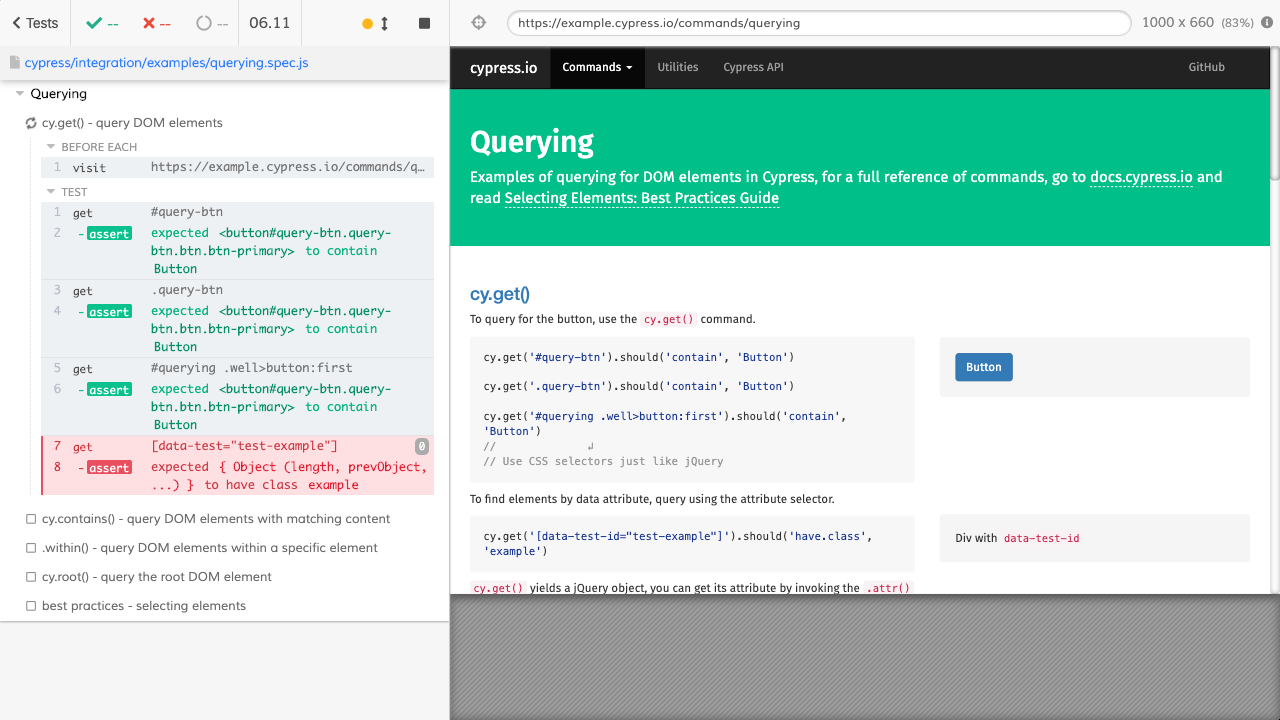 Tests
--
--
--
06.11
cypress/integration/examples/querying.spec.js
Querying
cy.get() - query DOM elements
BEFORE EACH
1 visit https://example.cypress.io/commands/q…
TEST
1 get #query-btn
2 -assert expected <button#query-btn.query-
btn.btn.btn-primary> to contain
Button
3 get .query-btn
4 -assert expected <button#query-btn.query-
btn.btn.btn-primary> to contain
Button
5 get #querying .well>button:first
6 -assert expected <button#query-btn.query-
btn.btn.btn-primary> to contain
Button
7 get [data-test="test-example"] 0
8 -assert expected { Object (length, prevObject,
...) } to have class example
cy.contains() - query DOM elements with matching content
.within() - query DOM elements within a specific element
cy.root() - query the root DOM element
best practices - selecting elements
https://example.cypress.io/commands/querying
1000 x 660 (83%)
cypress.io Commands Utilities Cypress API GitHub
Querying
Examples of querying for DOM elements in Cypress, for a full reference of commands, go to docs.cypress.io and
read Selecting Elements: Best Practices Guide
cy.get()
To query for the button, use the cy.get() command.
cy.get('#query-btn').should('contain', 'Button')
cy.get('.query-btn').should('contain', 'Button')
cy.get('#querying .well>button:first').should('contain',
'Button')
// ↲
// Use CSS selectors just like jQuery
Button
To find elements by data attribute, query using the attribute selector.
cy.get('[data-test-id="test-example"]').should('have.class',
'example')
Div with data-test-id
cy.get() yields a jQuery object, you can get its attribute by invoking the .attr()